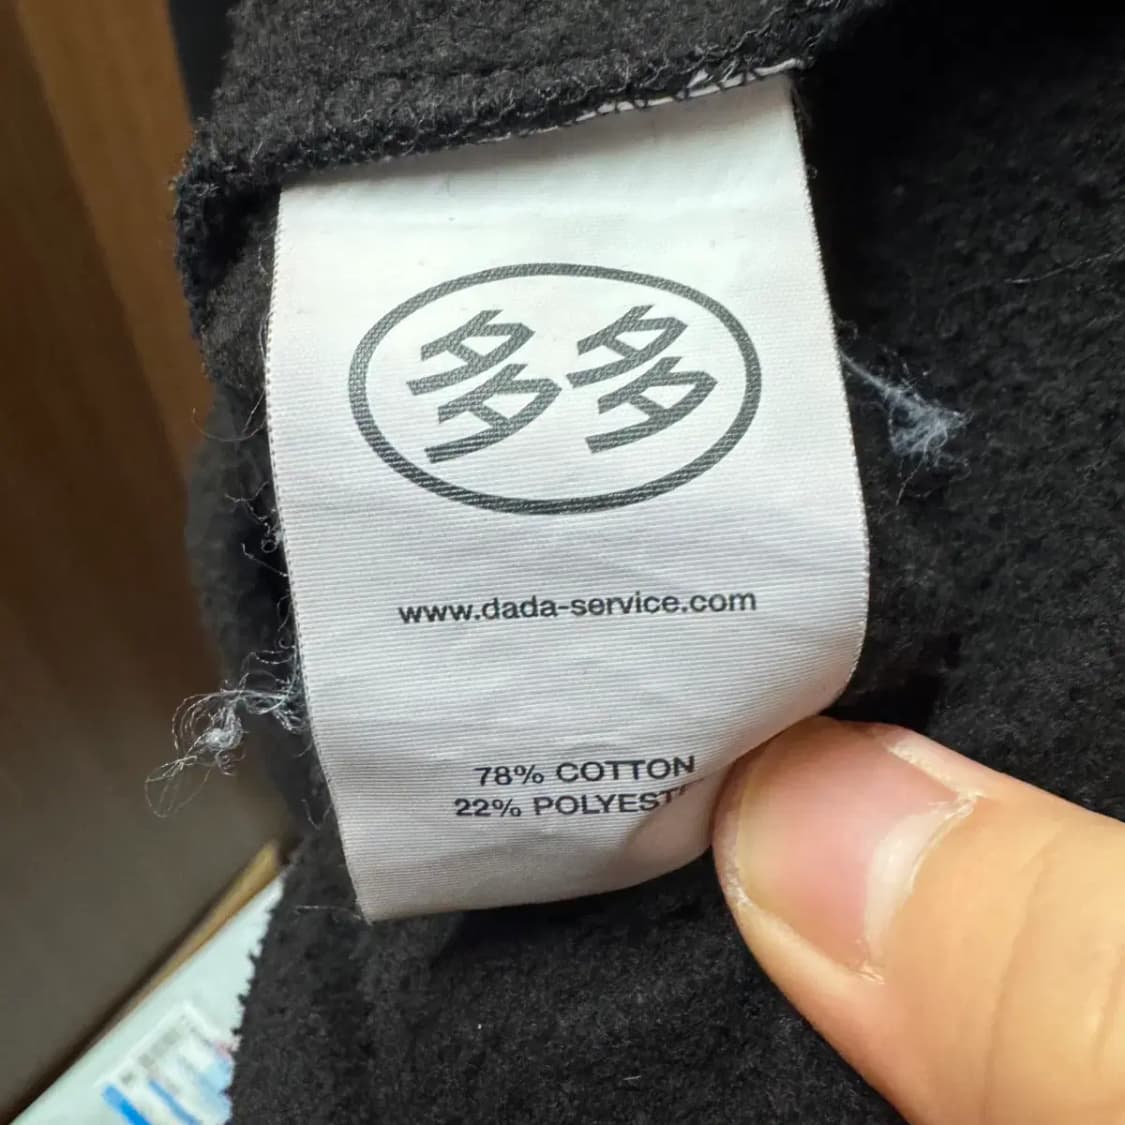 多多
www.dada-service.com
78% COTTON
22% POLYEST